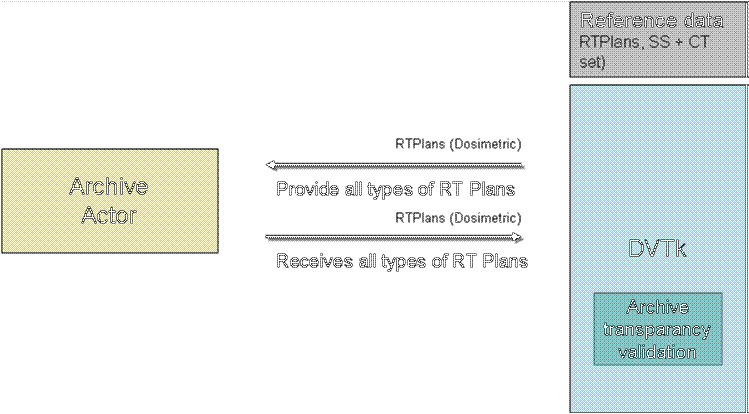 Reference data
RTPlans, SS + CT
set)
RTPlans (Dosimetric)
Provide all types of RT Plans
Archive
Actor
RTPlans (Dosimetric)
Receives all types of RT Plans
DVTk
Archive
transparancy
validation